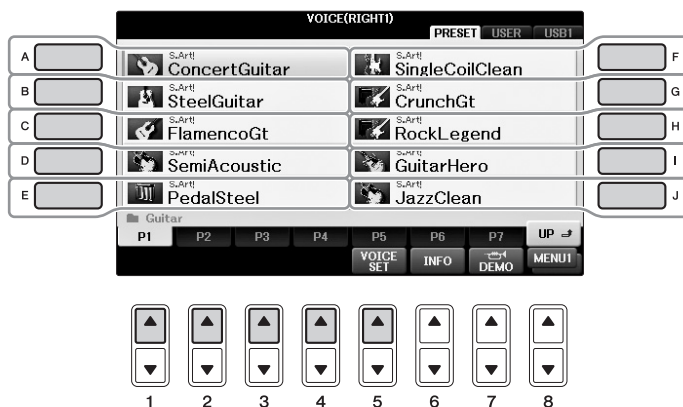 VOICE(RIGHT1)
PRESET USER USB1
A
S.Art!
ConcertGuitar
S.Art!
SingleCoilClean
F
B
S.Art!
SteelGuitar
S.Art!
CrunchGt
G
C
S.Art!
FlamencoGt
S.Art!
RockLegend
H
D
S.Art!
SemiAcoustic
S.Art!
GuitarHero
I
E
S.Art!
PedalSteel
S.Art!
JazzClean
J
Guitar
P1 P2 P3 P4 P5 P6 P7 UP
VOICE SET INFO DEMO MENU1
1 2 3 4 5 6 7 8